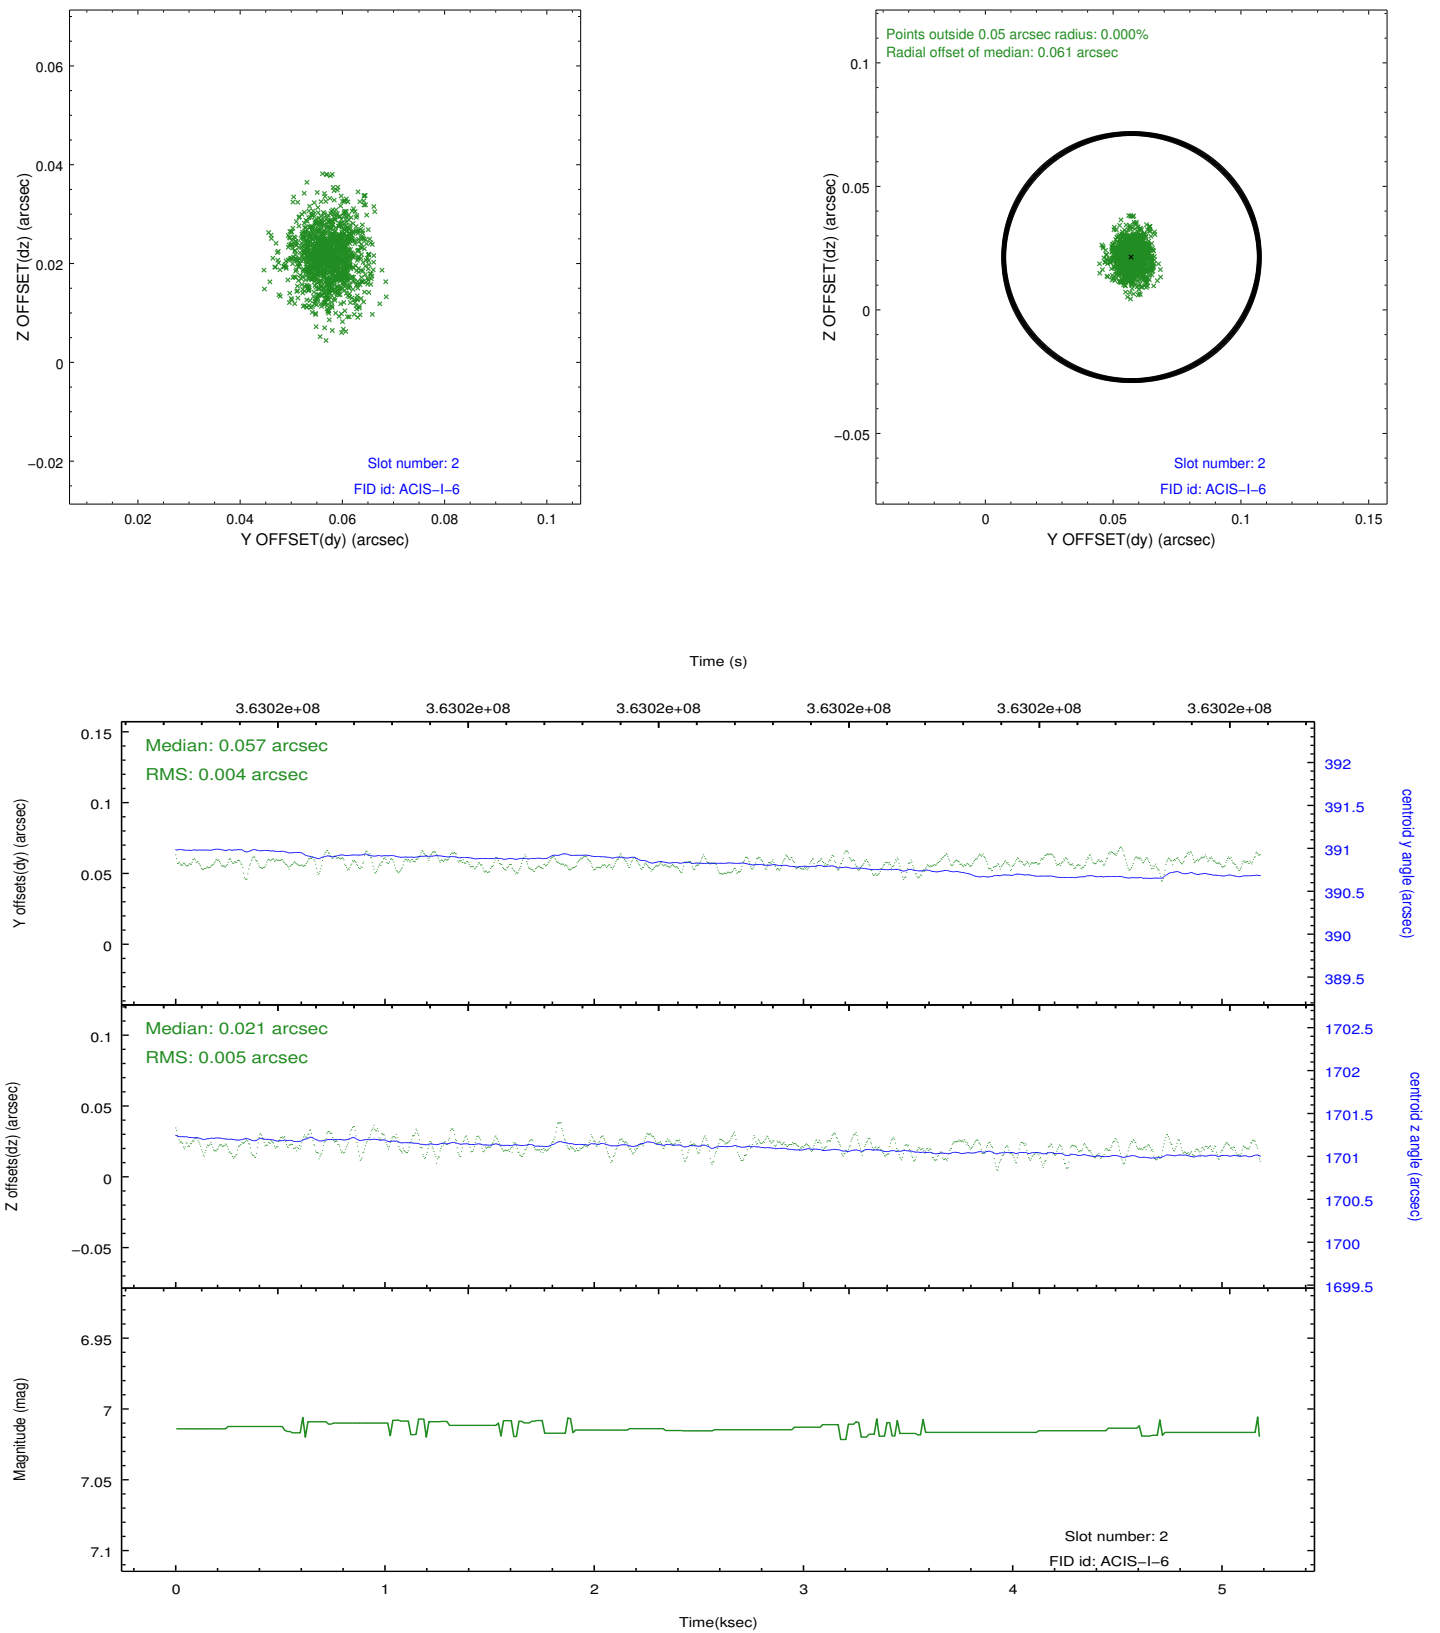 0.06
0.04
0.02
0
−0.02
0.02
0.04
0.06
0.08
0.1
Z OFFSET(dz) (arcsec)
Y OFFSET(dy) (arcsec)
Slot number: 2
FID id: ACIS−I−6
Points outside 0.05 arcsec radius: 0.000%
Radial offset of median: 0.061 arcsec
0.1
0.05
0
−0.05
0
0.05
0.1
0.15
Z OFFSET(dz) (arcsec)
Y OFFSET(dy) (arcsec)
Slot number: 2
FID id: ACIS−I−6
Time (s)
3.6302e+08
3.6302e+08
3.6302e+08
3.6302e+08
3.6302e+08
3.6302e+08
Median: 0.057 arcsec
RMS: 0.004 arcsec
0.15
0.1
0.05
0
Y offsets(dy) (arcsec)
392
391.5
391
390.5
390
389.5
centroid y angle (arcsec)
Median: 0.021 arcsec
RMS: 0.005 arcsec
0.1
0.05
0
−0.05
Z offsets(dz) (arcsec)
1702.5
1702
1701.5
1701
1700.5
1700
1699.5
centroid z angle (arcsec)
6.95
7
7.05
7.1
Magnitude (mag)
Slot number: 2
FID id: ACIS−I−6
0
1
2
3
4
5
Time(ksec)